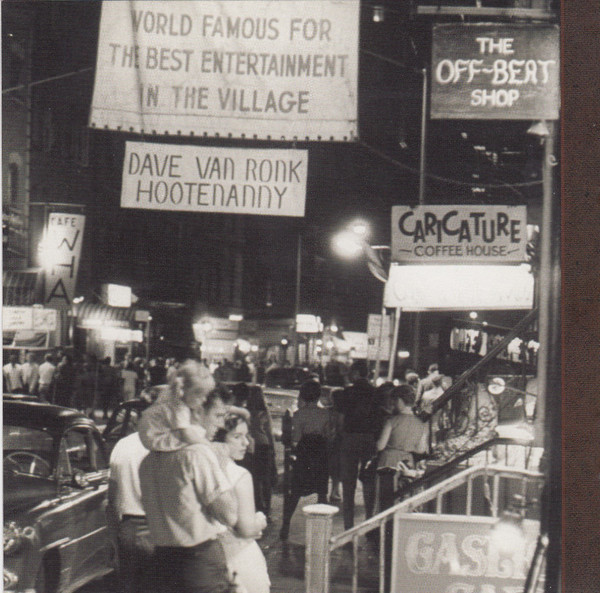 WORLD FAMOUS FOR
THE BEST ENTERTAINMENT
IN THE VILLAGE
DAVE VAN RONK
HOOTENANNY
THE
OFF-BEAT
SHOP
CARICATURE
COFFEE HOUSE
CAFE
WHA